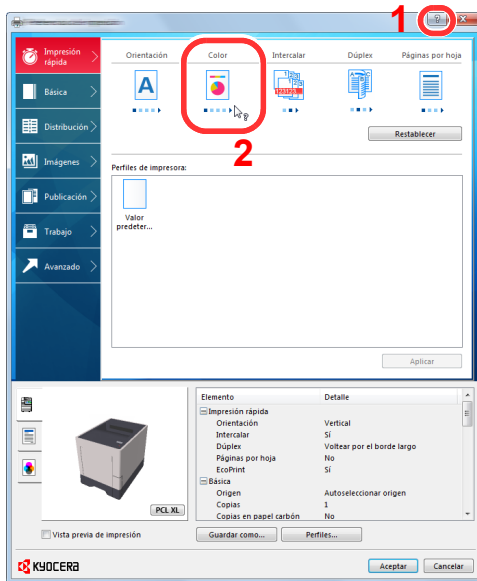 1
?
Impresión
rápida
Básica
Distribución
Imágenes
Publicación
Trabajo
Avanzado
Orientación
Color
Intercalar
Dúplex
Páginas por hoja
A
123123
A
?
2
Restablecer
Perfiles de impresora:
Valor
predeter...
Aplicar
Elemento
Detalle
Impresión rápida
Orientación
Vertical
Intercalar
Sí
Dúplex
Voltear por el borde largo
Páginas por hoja
No
EcoPrint
Sí
Básica
Origen
Autoseleccionar origen
Copias
1
Copias en papel carbón
No
PCL XL
Vista previa de impresión
Guardar como...
Perfiles...
KYOCERA
Aceptar
Cancelar